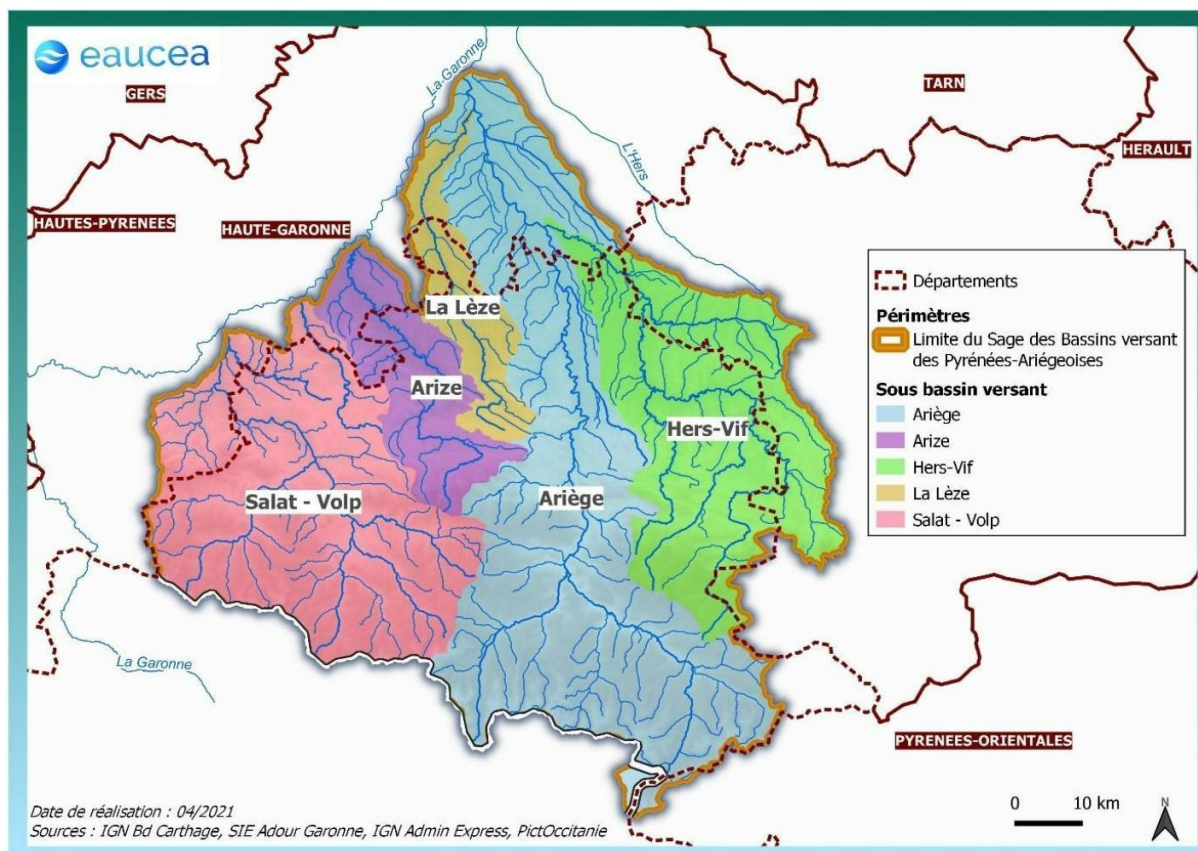 eaucea
GERS
La Garonne
TARN
HERAULT
L'Hers
HAUTES-PYRENEES
HAUTE-GARONNE
Départements
Périmètres
Limite du Sage des Bassins versant
des Pyrénées-Ariégeoises
Sous bassin versant
Ariège
Arize
Hers-Vif
La Lèze
Salat - Volp
La Lèze
Arize
Hers-Vif
Salat - Volp
Ariège
La Garonne
PYRENEES-ORIENTALES
0 10 km
N
Date de réalisation : 04/2021
Sources : IGN Bd Carthage, SIE Adour Garonne, IGN Admin Express, PictOccitanie